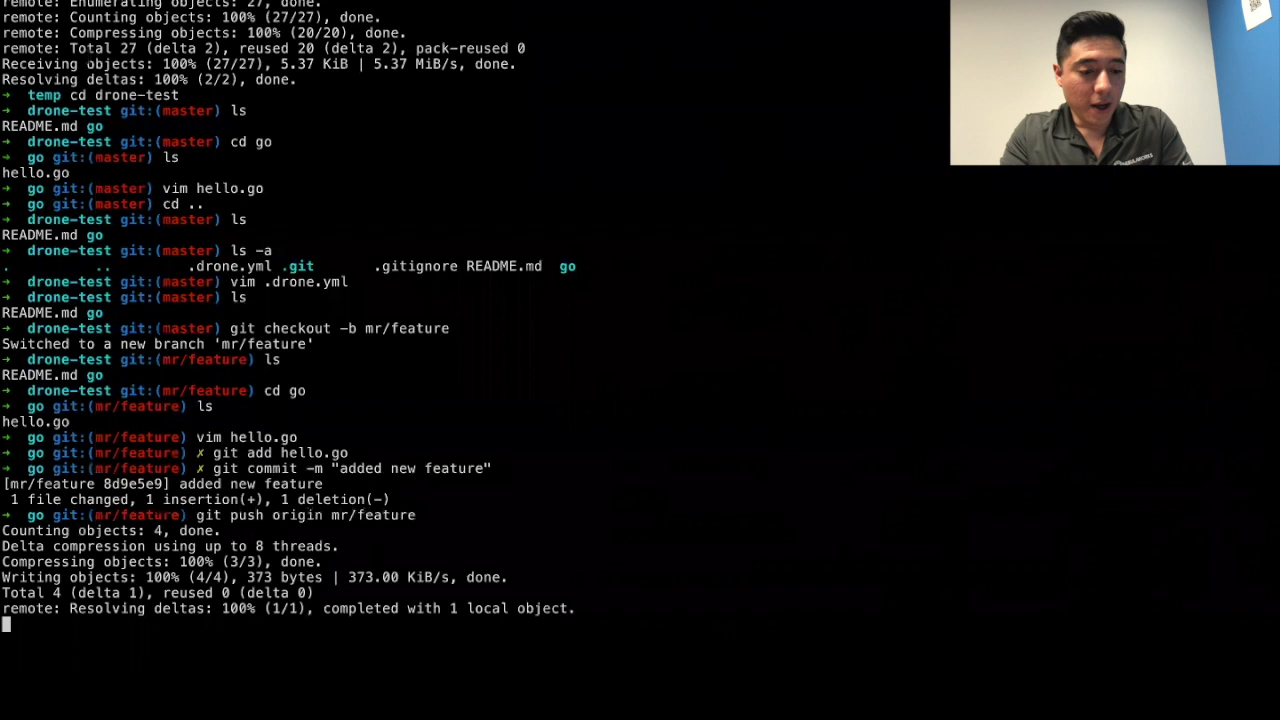 remote: Enumerating objects: 27, done.
remote: Counting objects: 100% (27/27), done.
remote: Compressing objects: 100% (20/20), done.
remote: Total 27 (delta 2), reused 20 (delta 2), pack-reused 0
Receiving objects: 100% (27/27), 5.37 KiB | 5.37 MiB/s, done.
Resolving deltas: 100% (2/2), done.
➜  temp cd drone-test
➜  drone-test git:(master) ls
README.md go
➜  drone-test git:(master) cd go
➜  go git:(master) ls
hello.go
➜  go git:(master) vim hello.go
➜  go git:(master) cd ..
➜  drone-test git:(master) ls
README.md go
➜  drone-test git:(master) ls -a
.          ..         .drone.yml .git       .gitignore README.md  go
➜  drone-test git:(master) vim .drone.yml
➜  drone-test git:(master) ls
README.md go
➜  drone-test git:(master) git checkout -b mr/feature
Switched to a new branch 'mr/feature'
➜  drone-test git:(mr/feature) ls
README.md go
➜  drone-test git:(mr/feature) cd go
➜  go git:(mr/feature) ls
hello.go
➜  go git:(mr/feature) vim hello.go
➜  go git:(mr/feature) ✗ git add hello.go
➜  go git:(mr/feature) ✗ git commit -m "added new feature"
[mr/feature 8d9e5e9] added new feature
 1 file changed, 1 insertion(+), 1 deletion(-)
➜  go git:(mr/feature) git push origin mr/feature
Counting objects: 4, done.
Delta compression using up to 8 threads.
Compressing objects: 100% (3/3), done.
Writing objects: 100% (4/4), 373 bytes | 373.00 KiB/s, done.
Total 4 (delta 1), reused 0 (delta 0)
remote: Resolving deltas: 100% (1/1), completed with 1 local object.